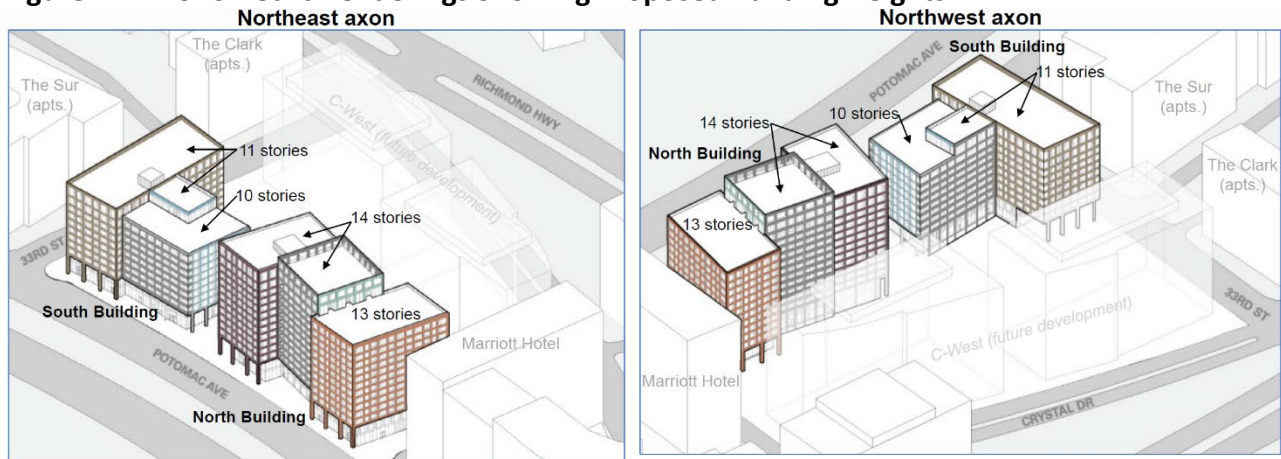 Northeast axon
The Clark
(apts.)
The Sur
(apts.)
RICHMOND HWY
C-West (future development)
11 stories
10 stories
14 stories
33RD ST
13 stories
South Building
Marriott Hotel
POTOMAC AVE
North Building
Northwest axon
POTOMAC AVE
South Building
11 stories
The Sur
(apts.)
10 stories
14 stories
North Building
The Clark
(apts.)
13 stories
33RD ST
C-West (future development)
Marriott Hotel
CRYSTAL DR